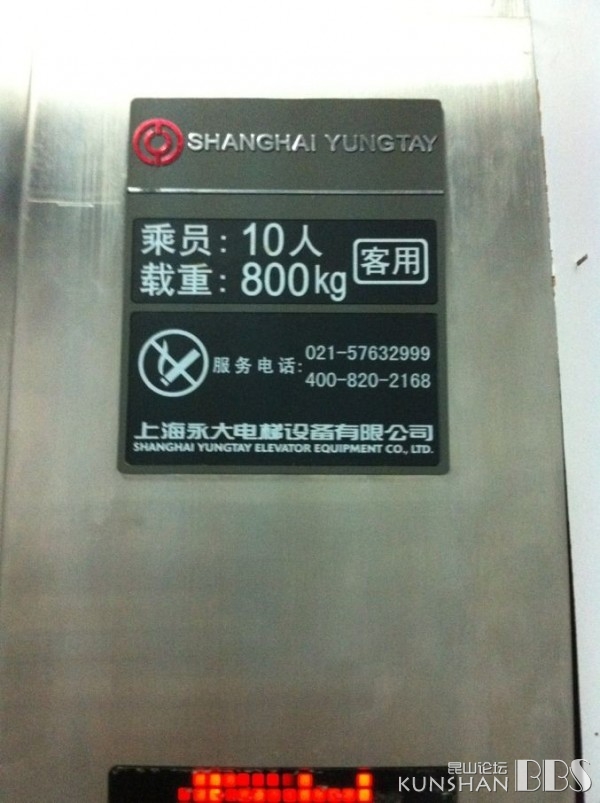 SHANGHAI YUNGTAY
乘员: 10人
载重: 800kg
客用
服务电话: 021-57632999
400-820-2168
上海永大电梯设备有限公司
SHANGHAI YUNGTAY ELEVATOR EQUIPMENT CO., LTD.
昆山论坛
KUNSHAN BBS